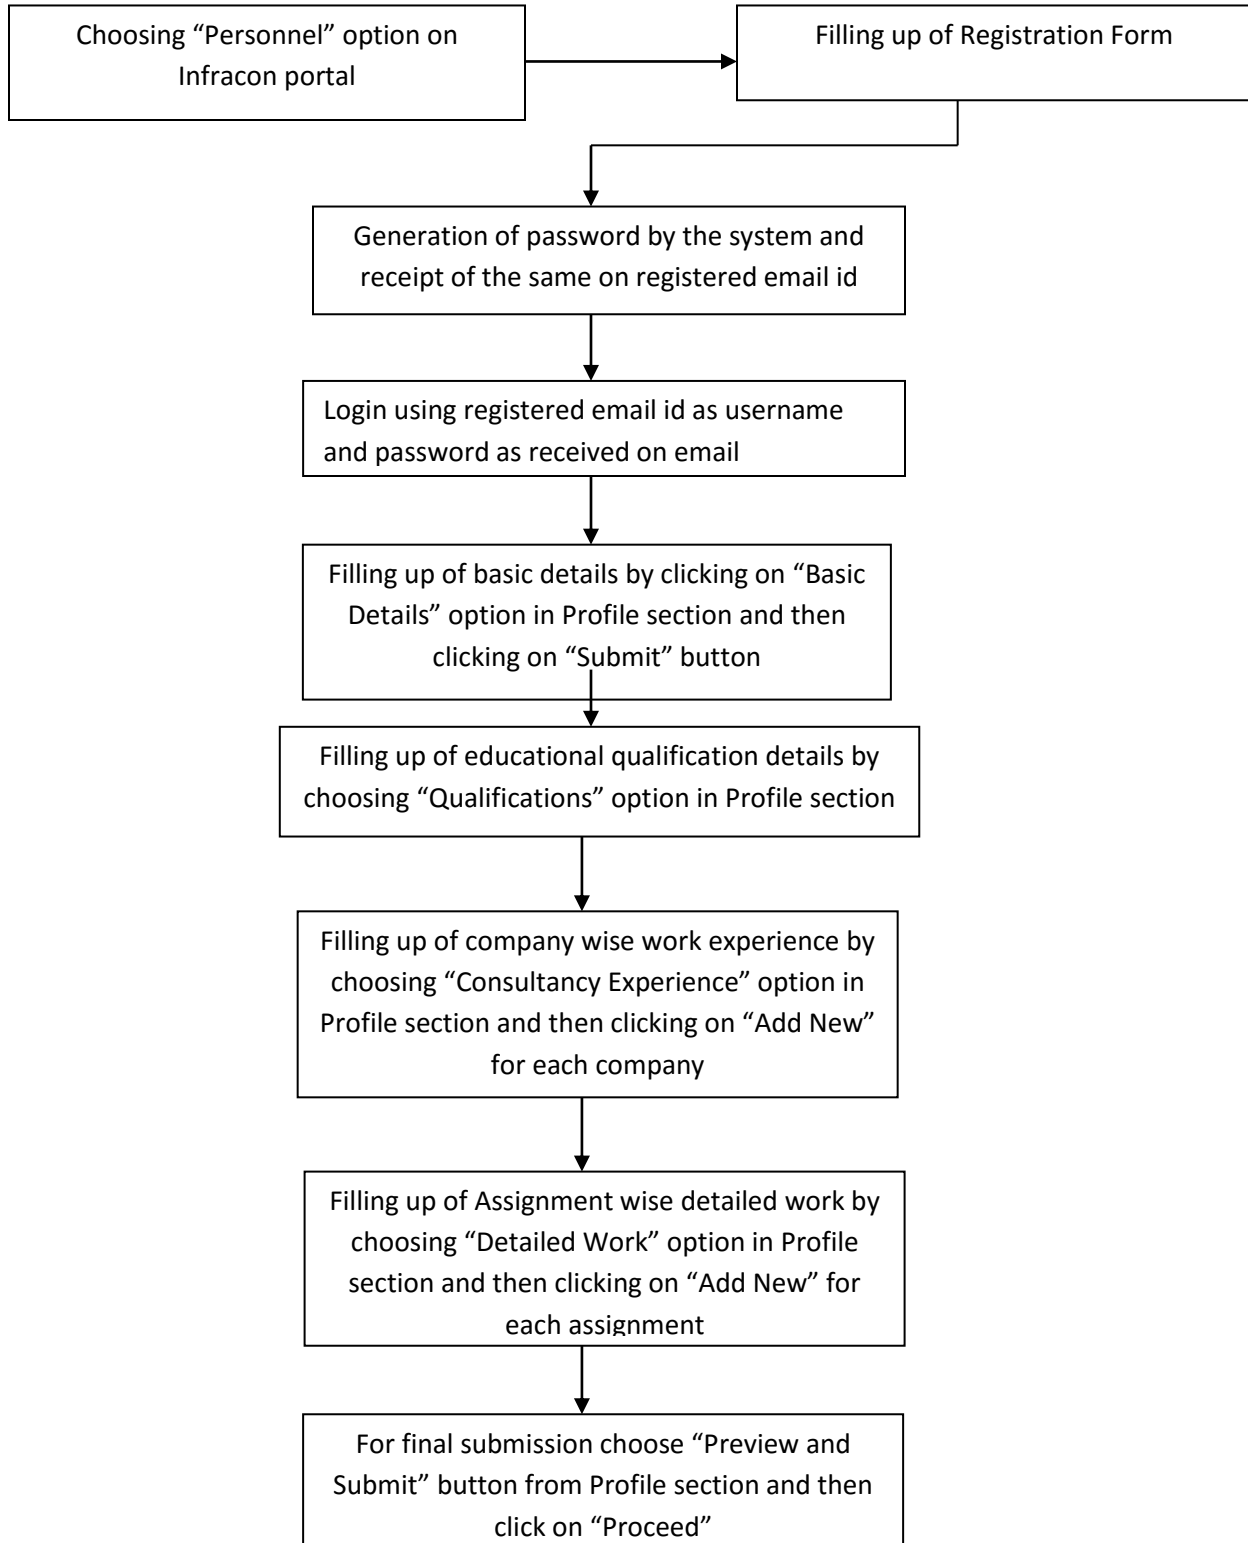 Choosing “Personnel” option on
Infracon portal
Filling up of Registration Form
Generation of password by the system and
receipt of the same on registered email id
Login using registered email id as username
and password as received on email
Filling up of basic details by clicking on “Basic
Details” option in Profile section and then
clicking on “Submit” button
Filling up of educational qualification details by
choosing “Qualifications” option in Profile section
Filling up of company wise work experience by
choosing “Consultancy Experience” option in
Profile section and then clicking on “Add New”
for each company
Filling up of Assignment wise detailed work by
choosing “Detailed Work” option in Profile
section and then clicking on “Add New” for
each assignment
For final submission choose “Preview and
Submit” button from Profile section and then
click on “Proceed”